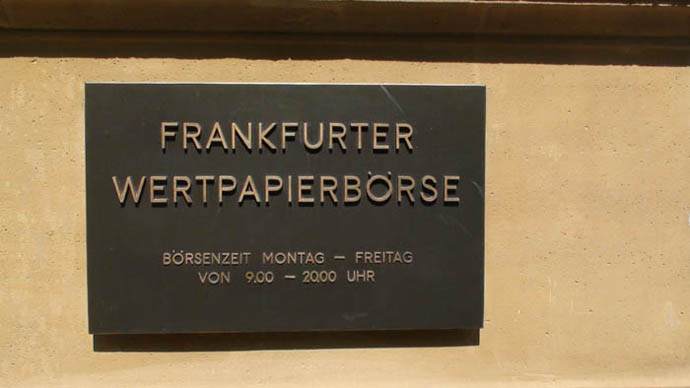 FRANKFURTER
WERTPAPIERBÖRSE
BÖRSENZEIT MONTAG – FREITAG
VON 9.00 – 20.00 UHR